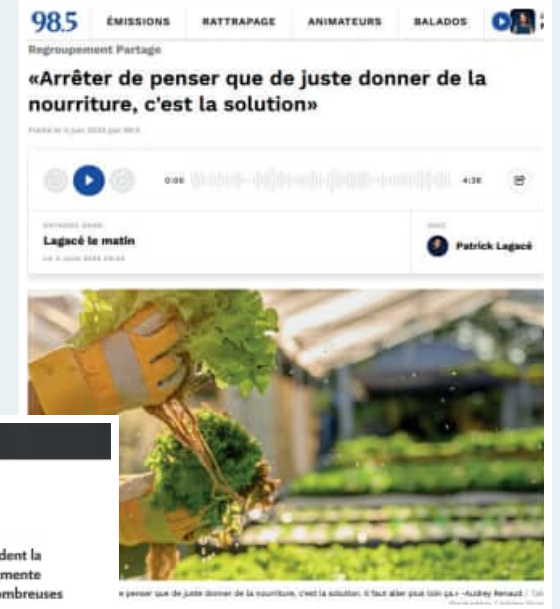 98.5 ÉMISSIONS RATTRAPAGE ANIMATEURS BALADOS
Regroupement Partage
«Arrêter de penser que de juste donner de la
nourriture, c'est la solution»
0:00 4:36
Lagacé le matin
Patrick Lagacé
dent la
mente
ombreuses
penser que de juste donner de la nourriture, c'est la solution. Il faut aller plus loin ça.» -Audrey Renaud